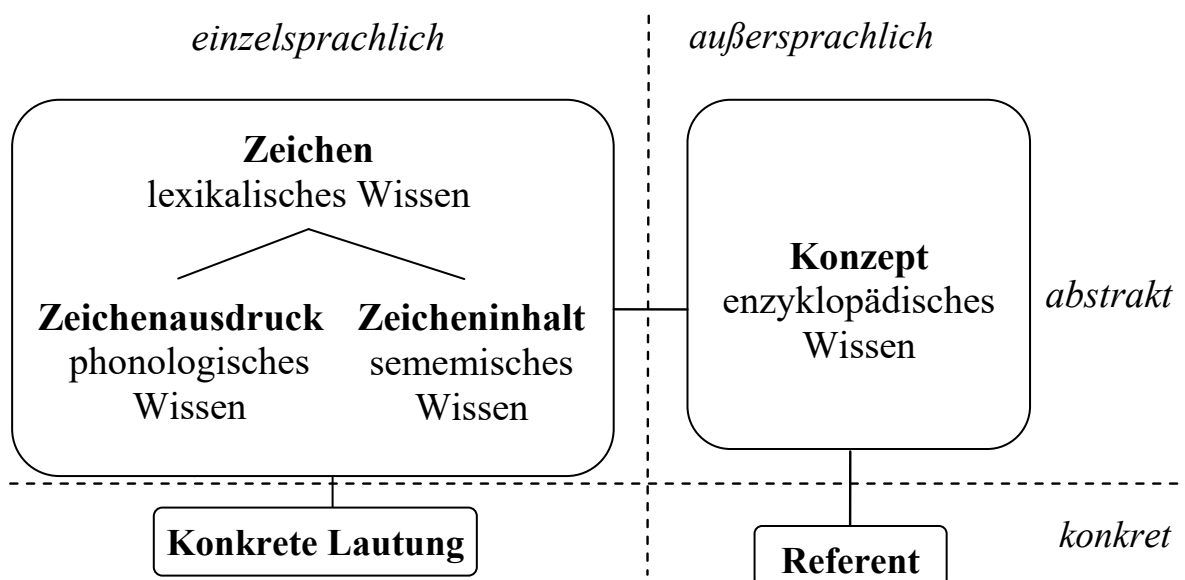 einzelsprachlich
außersprachlich
Zeichen
lexikalisches Wissen
Zeichenausdruck
phonologisches
Wissen
Zeicheninhalt
sememisches
Wissen
Konzept
enzyklopädisches
Wissen
abstrakt
Konkrete Lautung
Referent
konkret